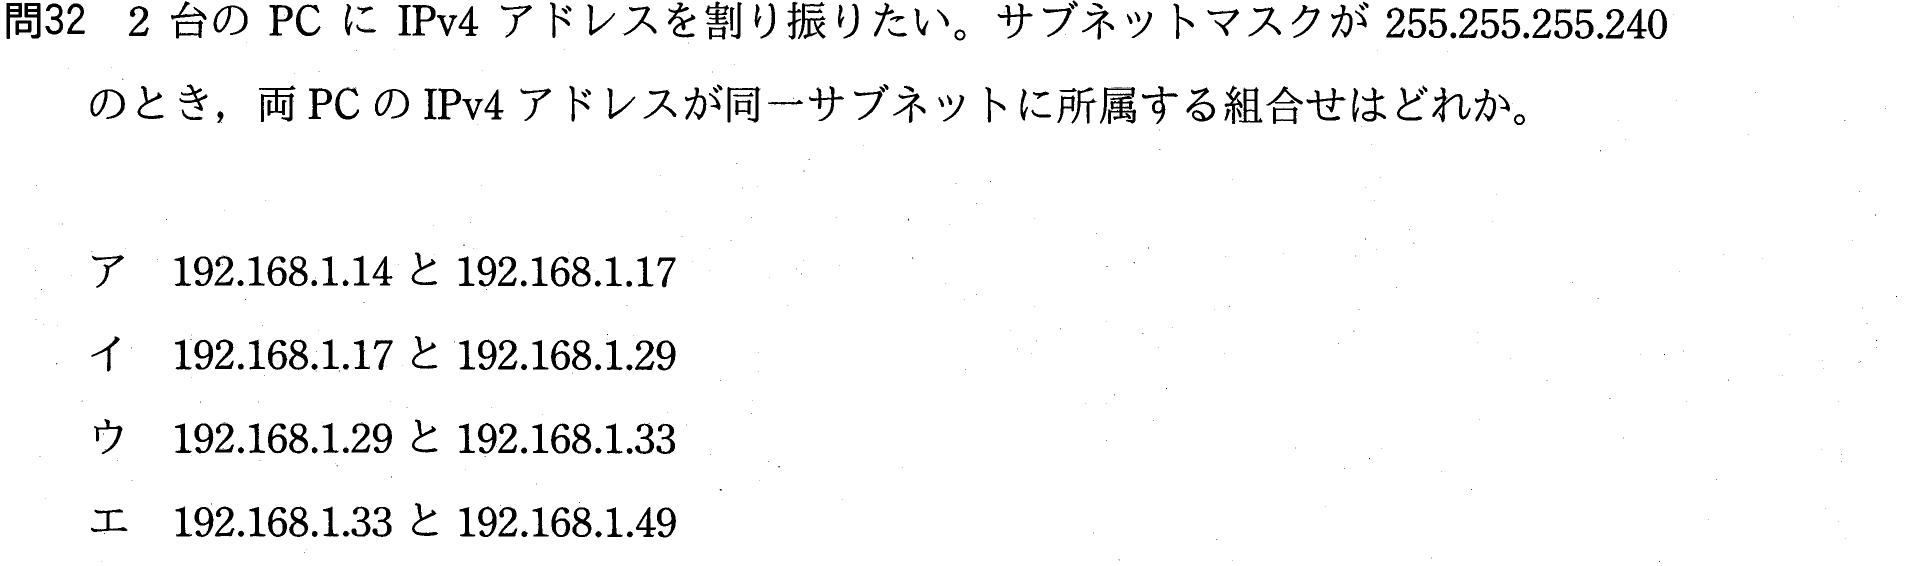 問32　2 台の PC に IPv4 アドレスを割り振りたい。サブネットマスクが 255.255.255.240
のとき，両 PC の IPv4 アドレスが同一サブネットに所属する組合せはどれか。
ア　192.168.1.14 と 192.168.1.17
イ　192.168.1.17 と 192.168.1.29
ウ　192.168.1.29 と 192.168.1.33
エ　192.168.1.33 と 192.168.1.49